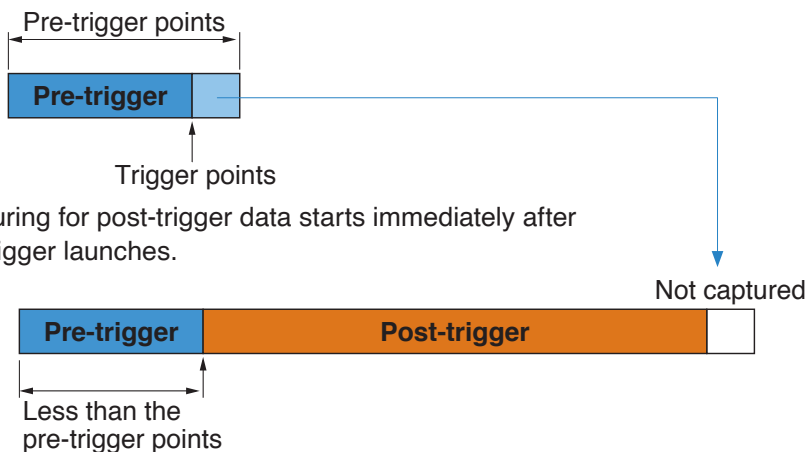 Pre-trigger points
Pre-trigger
Trigger points
uring for post-trigger data starts immediately after
igger launches.
Not captured
Pre-trigger Post-trigger
Less than the
pre-trigger points